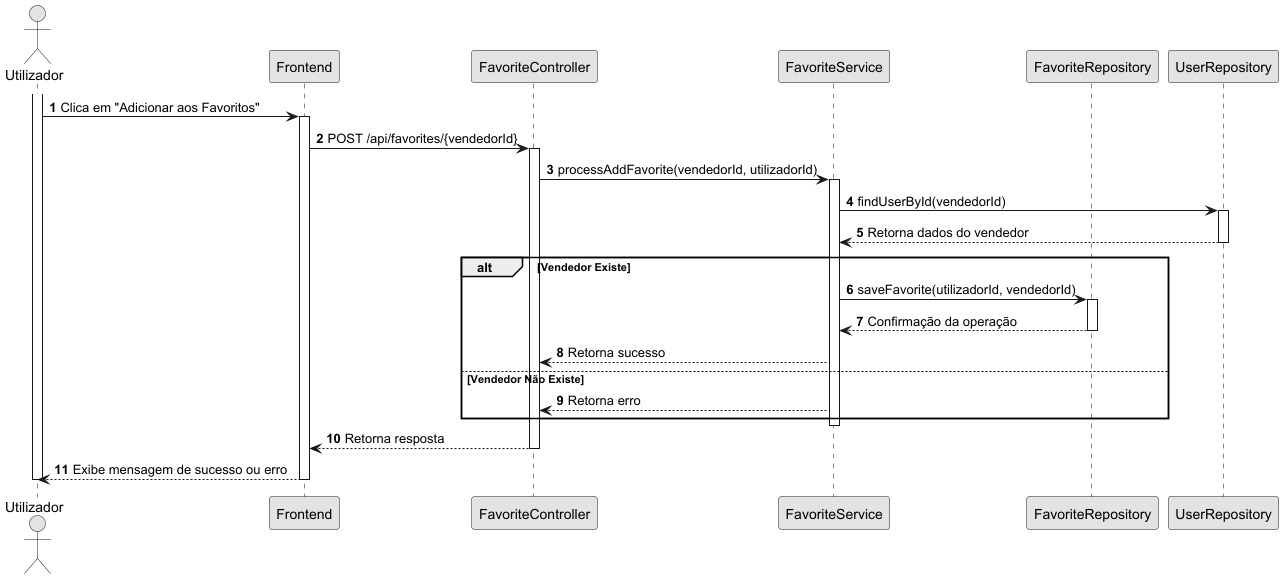 Utilizador
Frontend
FavoriteController
FavoriteService
FavoriteRepository
UserRepository
1 Clica em "Adicionar aos Favoritos"
2 POST /api/favorites/{vendedorId}
3 processAddFavorite(vendedorId, utilizadorId)
4 findUserById(vendedorId)
5 Retorna dados do vendedor
alt
[Vendedor Existe]
6 saveFavorite(utilizadorId, vendedorId)
7 Confirmação da operação
8 Retorna sucesso
[Vendedor Não Existe]
9 Retorna erro
10 Retorna resposta
11 Exibe mensagem de sucesso ou erro
Utilizador
Frontend
FavoriteController
FavoriteService
FavoriteRepository
UserRepository